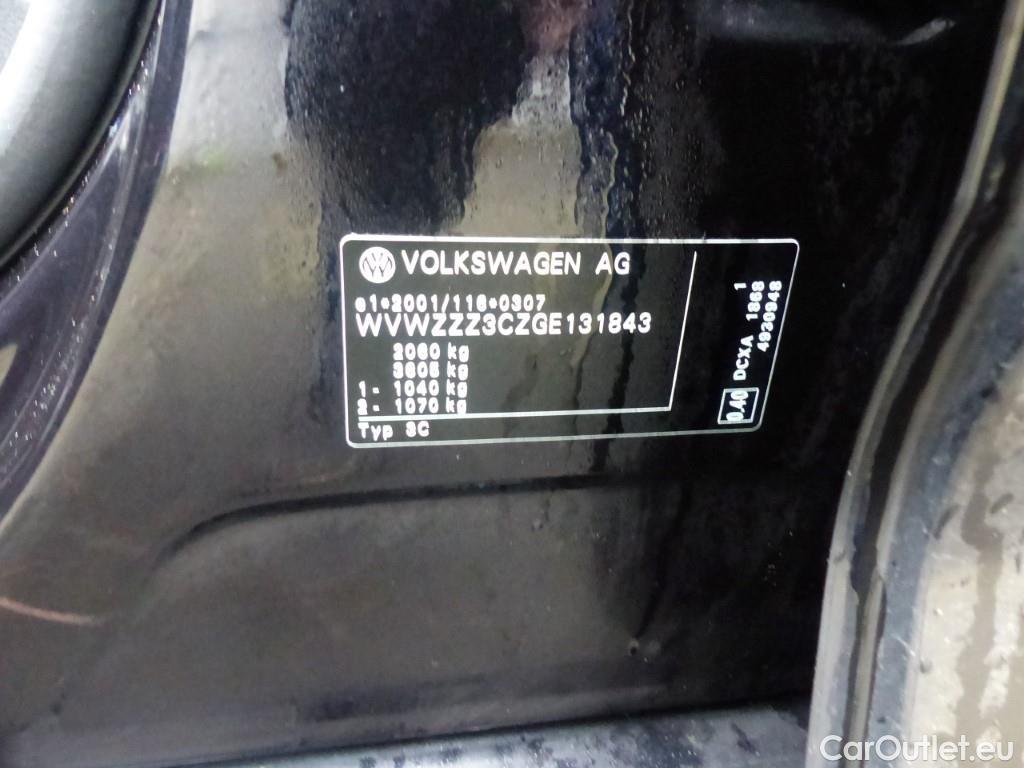 VOLKSWAGEN AG
e1*2001/116*0307
WVWZZZ3CZGE131843
2060 kg
3605 kg
1- 1040 kg
2- 1070 kg
Typ 3C
0.40 DCXA 1868 1
4930948
CarOutlet.eu